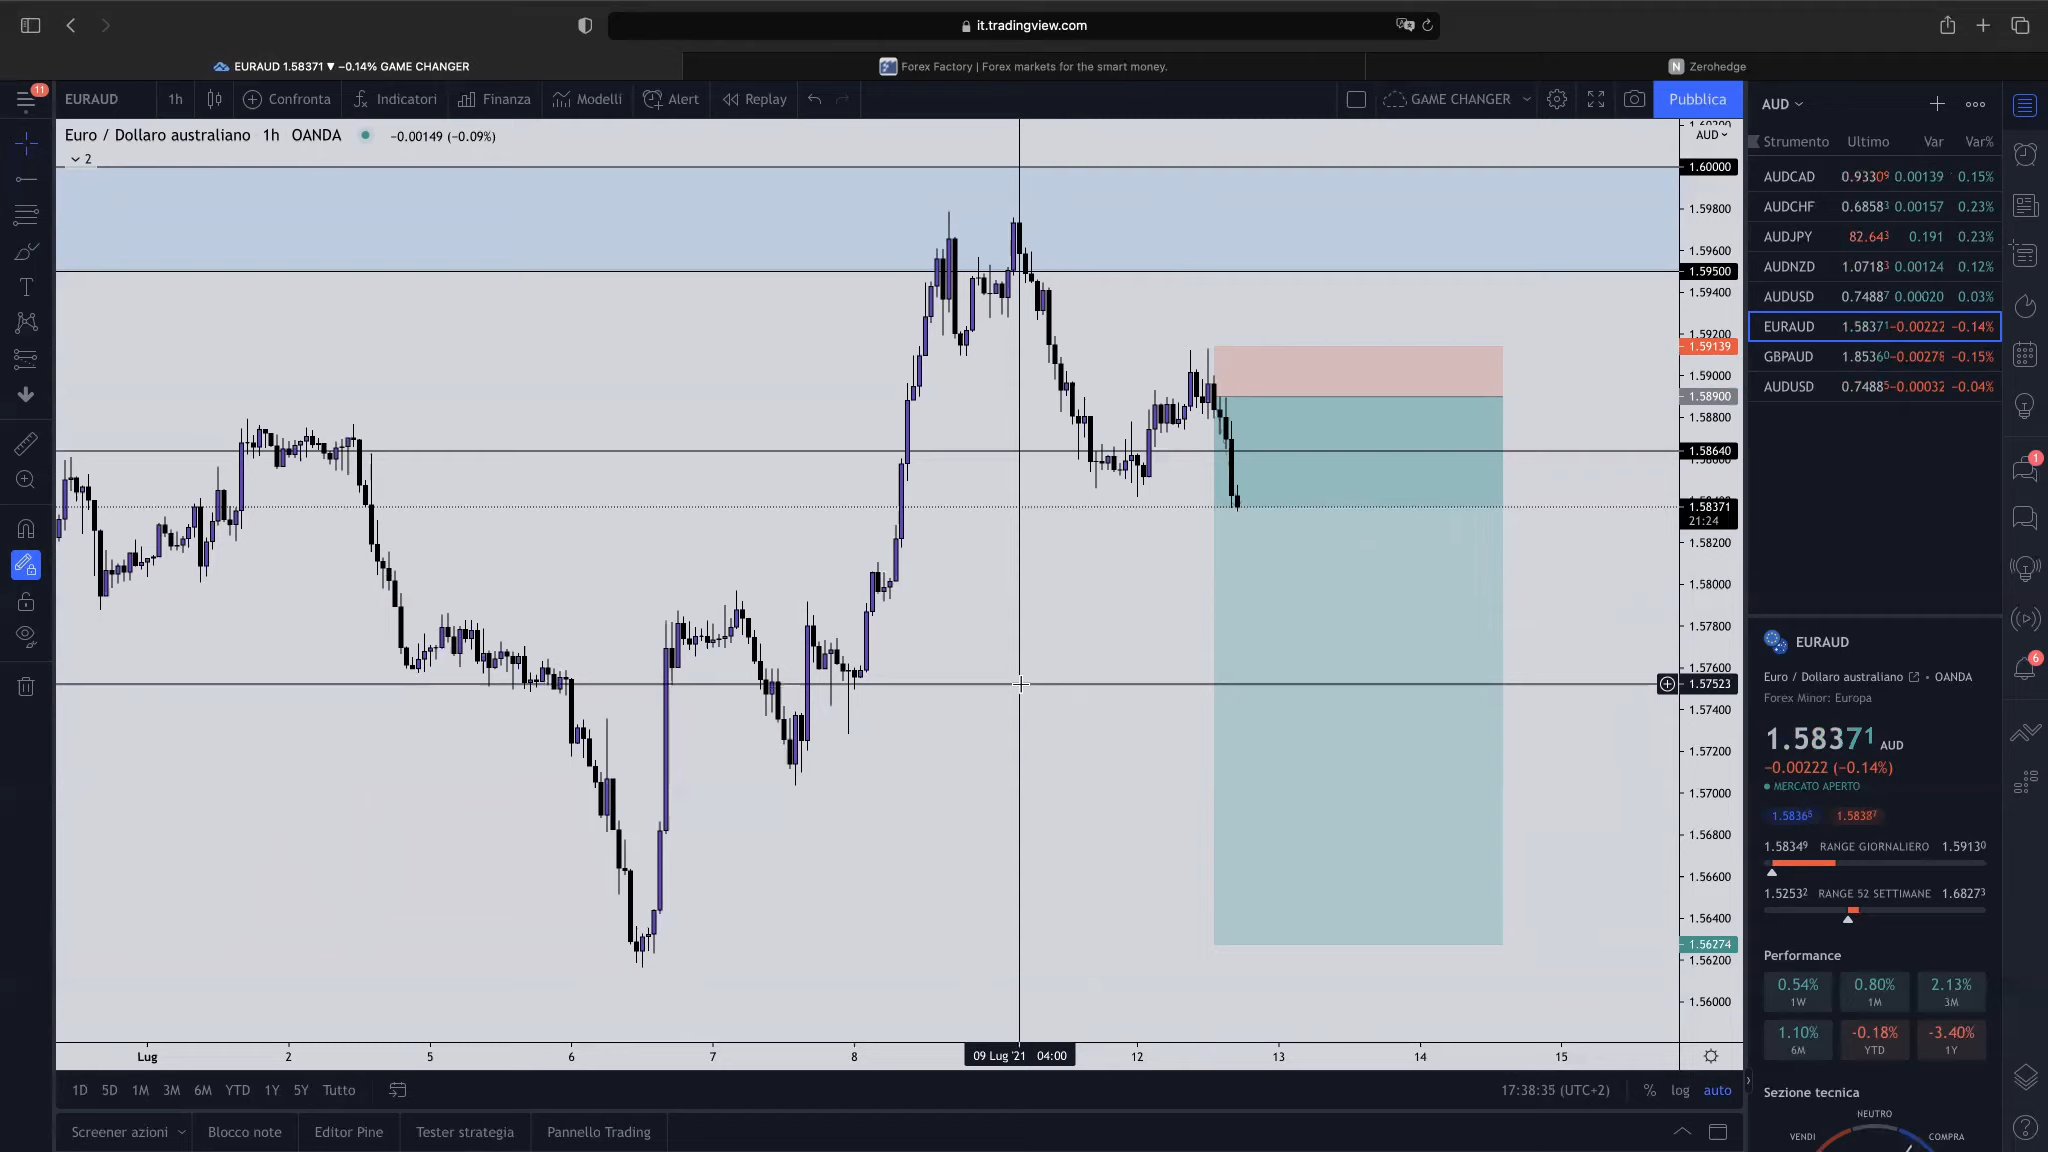 it.tradingview.com
EURAUD 1.58371 ▼ −0.14% GAME CHANGER
Forex Factory | Forex markets for the smart money.
N Zerohedge
11
EURAUD 1h Confronta Indicatori Finanza Modelli Alert Replay GAME CHANGER Pubblica
AUD
Euro / Dollaro australiano 1h OANDA −0.00149 (−0.09%)
2
AUD
1.60000
1.59800
1.59600
1.59500
1.59400
1.59200
1.59139
1.59000
1.58900
1.58800
1.58640
1.58371
21:24
1.58200
1.58000
1.57800
1.57600
1.57523
1.57400
1.57200
1.57000
1.56800
1.56600
1.56400
1.56274
1.56200
1.56000
Lug 2 5 6 7 8 09 Lug '21 04:00 12 13 14 15
1D 5D 1M 3M 6M YTD 1Y 5Y Tutto 17:38:35 (UTC+2) % log auto
Screener azioni Blocco note Editor Pine Tester strategia Pannello Trading
Strumento Ultimo Var Var%
AUDCAD 0.93309 0.00139 0.15%
AUDCHF 0.68583 0.00157 0.23%
AUDJPY 82.643 0.191 0.23%
AUDNZD 1.07183 0.00124 0.12%
AUDUSD 0.74887 0.00020 0.03%
EURAUD 1.58371 −0.00222 −0.14%
GBPAUD 1.85360 −0.00278 −0.15%
AUDUSD 0.74885 −0.00032 −0.04%
EURAUD
Euro / Dollaro australiano • OANDA
Forex Minor: Europa
1.58371 AUD
−0.00222 (−0.14%)
MERCATO APERTO
1.58387
1.58349 RANGE GIORNALIERO 1.59130
1.52532 RANGE 52 SETTIMANE 1.68273
Performance
0.54% 0.80% 2.13%
1W 1M 3M
1.10% -0.18% -3.40%
6M YTD 1Y
Sezione tecnica
NEUTRO
VENDI COMPRA
1
6